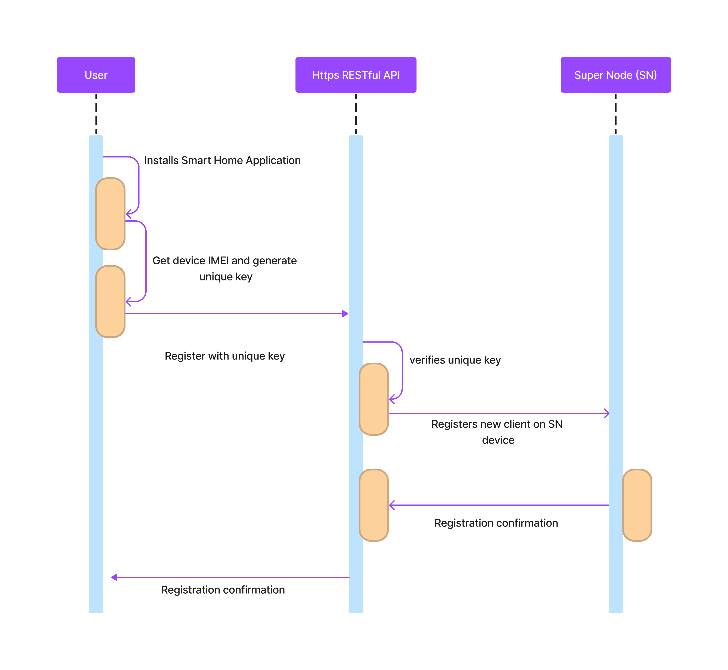 User
Https RESTful API
Super Node (SN)
Installs Smart Home Application
Get device IMEI and generate
unique key
Register with unique key
verifies unique key
Registers new client on SN
device
Registration confirmation
Registration confirmation